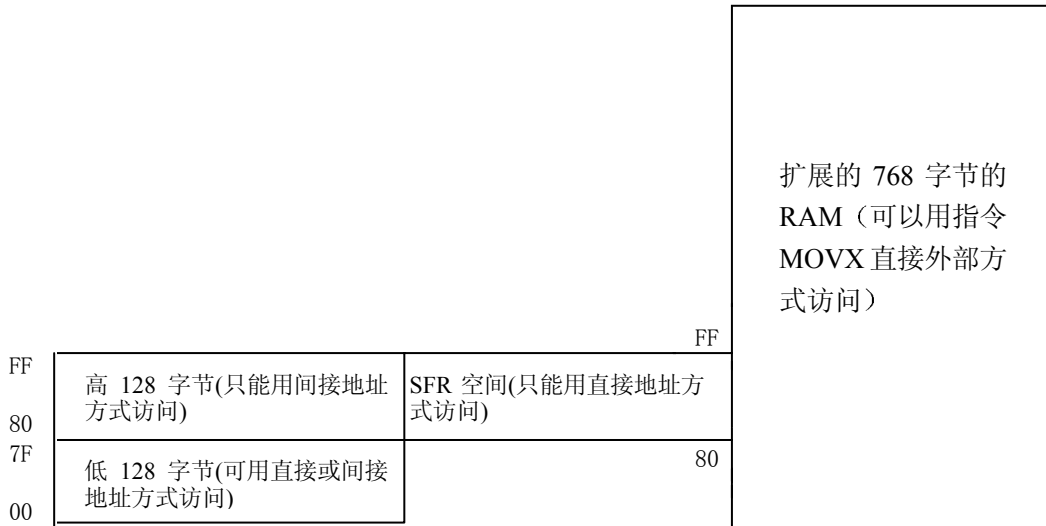 扩展的 768 字节的
RAM（可以用指令
MOVX 直接外部方
式访问）
FF
FF
高 128 字节(只能用间接地址
方式访问)
SFR 空间(只能用直接地址方
式访问)
80
7F
80
低 128 字节(可用直接或间接
地址方式访问)
00